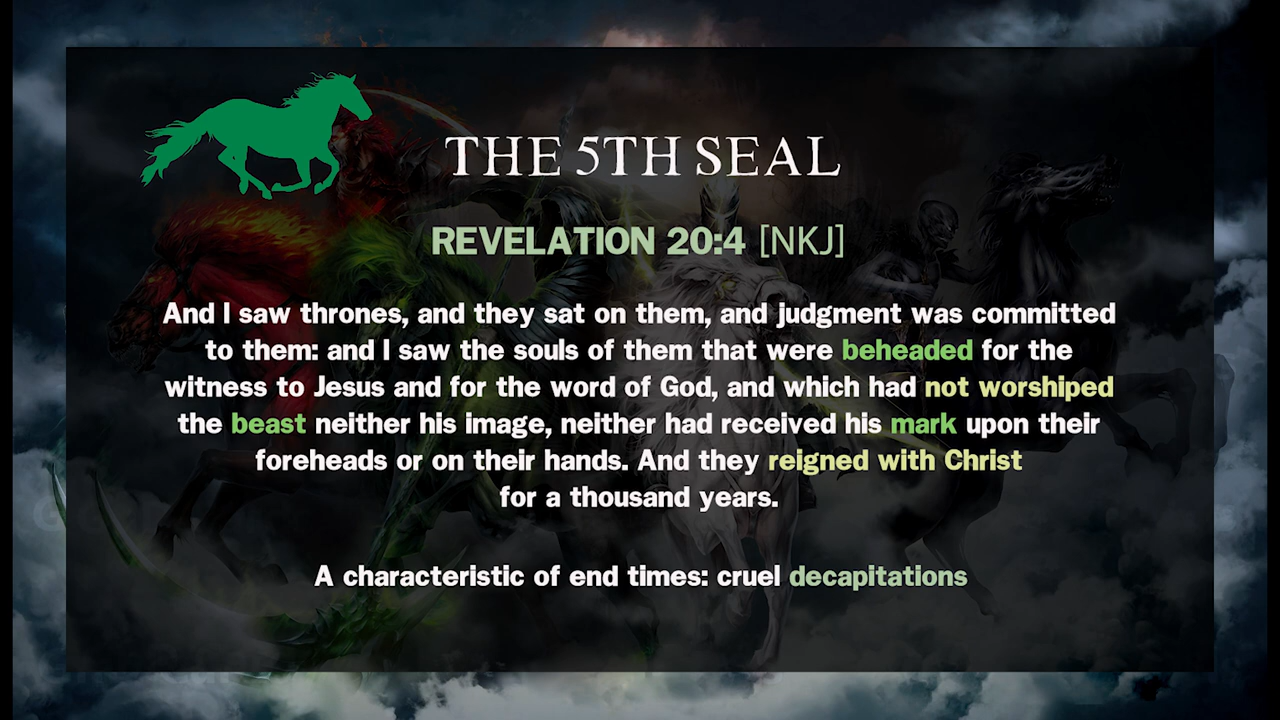 THE 5TH SEAL
REVELATION 20:4 [NKJ]
And I saw thrones, and they sat on them, and judgment was committed
to them: and I saw the souls of them that were beheaded for the
witness to Jesus and for the word of God, and which had not worshiped
the beast neither his image, neither had received his mark upon their
foreheads or on their hands. And they reigned with Christ
for a thousand years.
A characteristic of end times: cruel decapitations